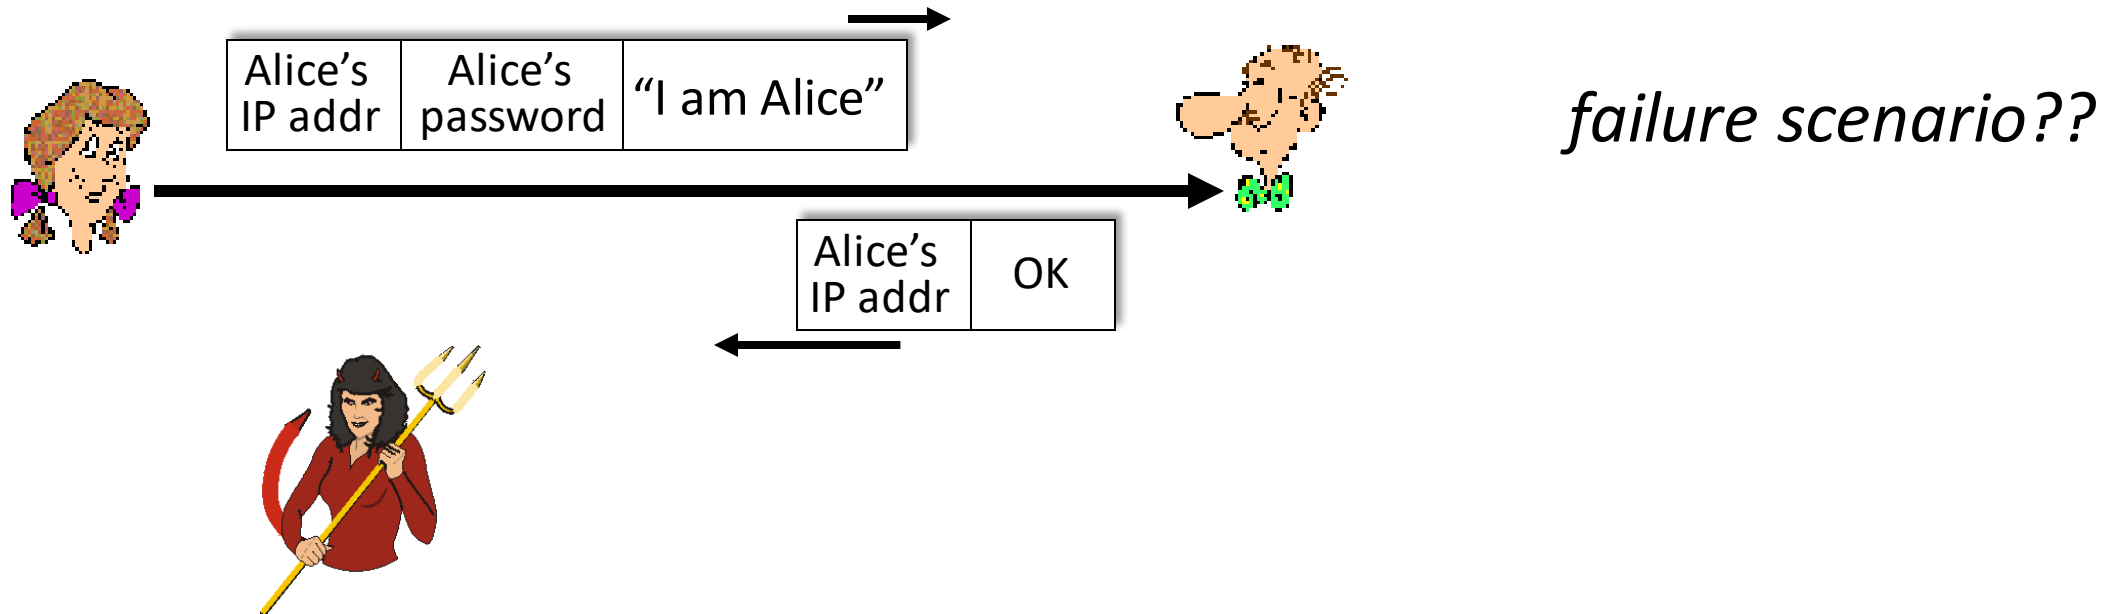 Alice’s
IP addr
Alice’s
password
“I am Alice”
failure scenario??
Alice’s
IP addr
OK